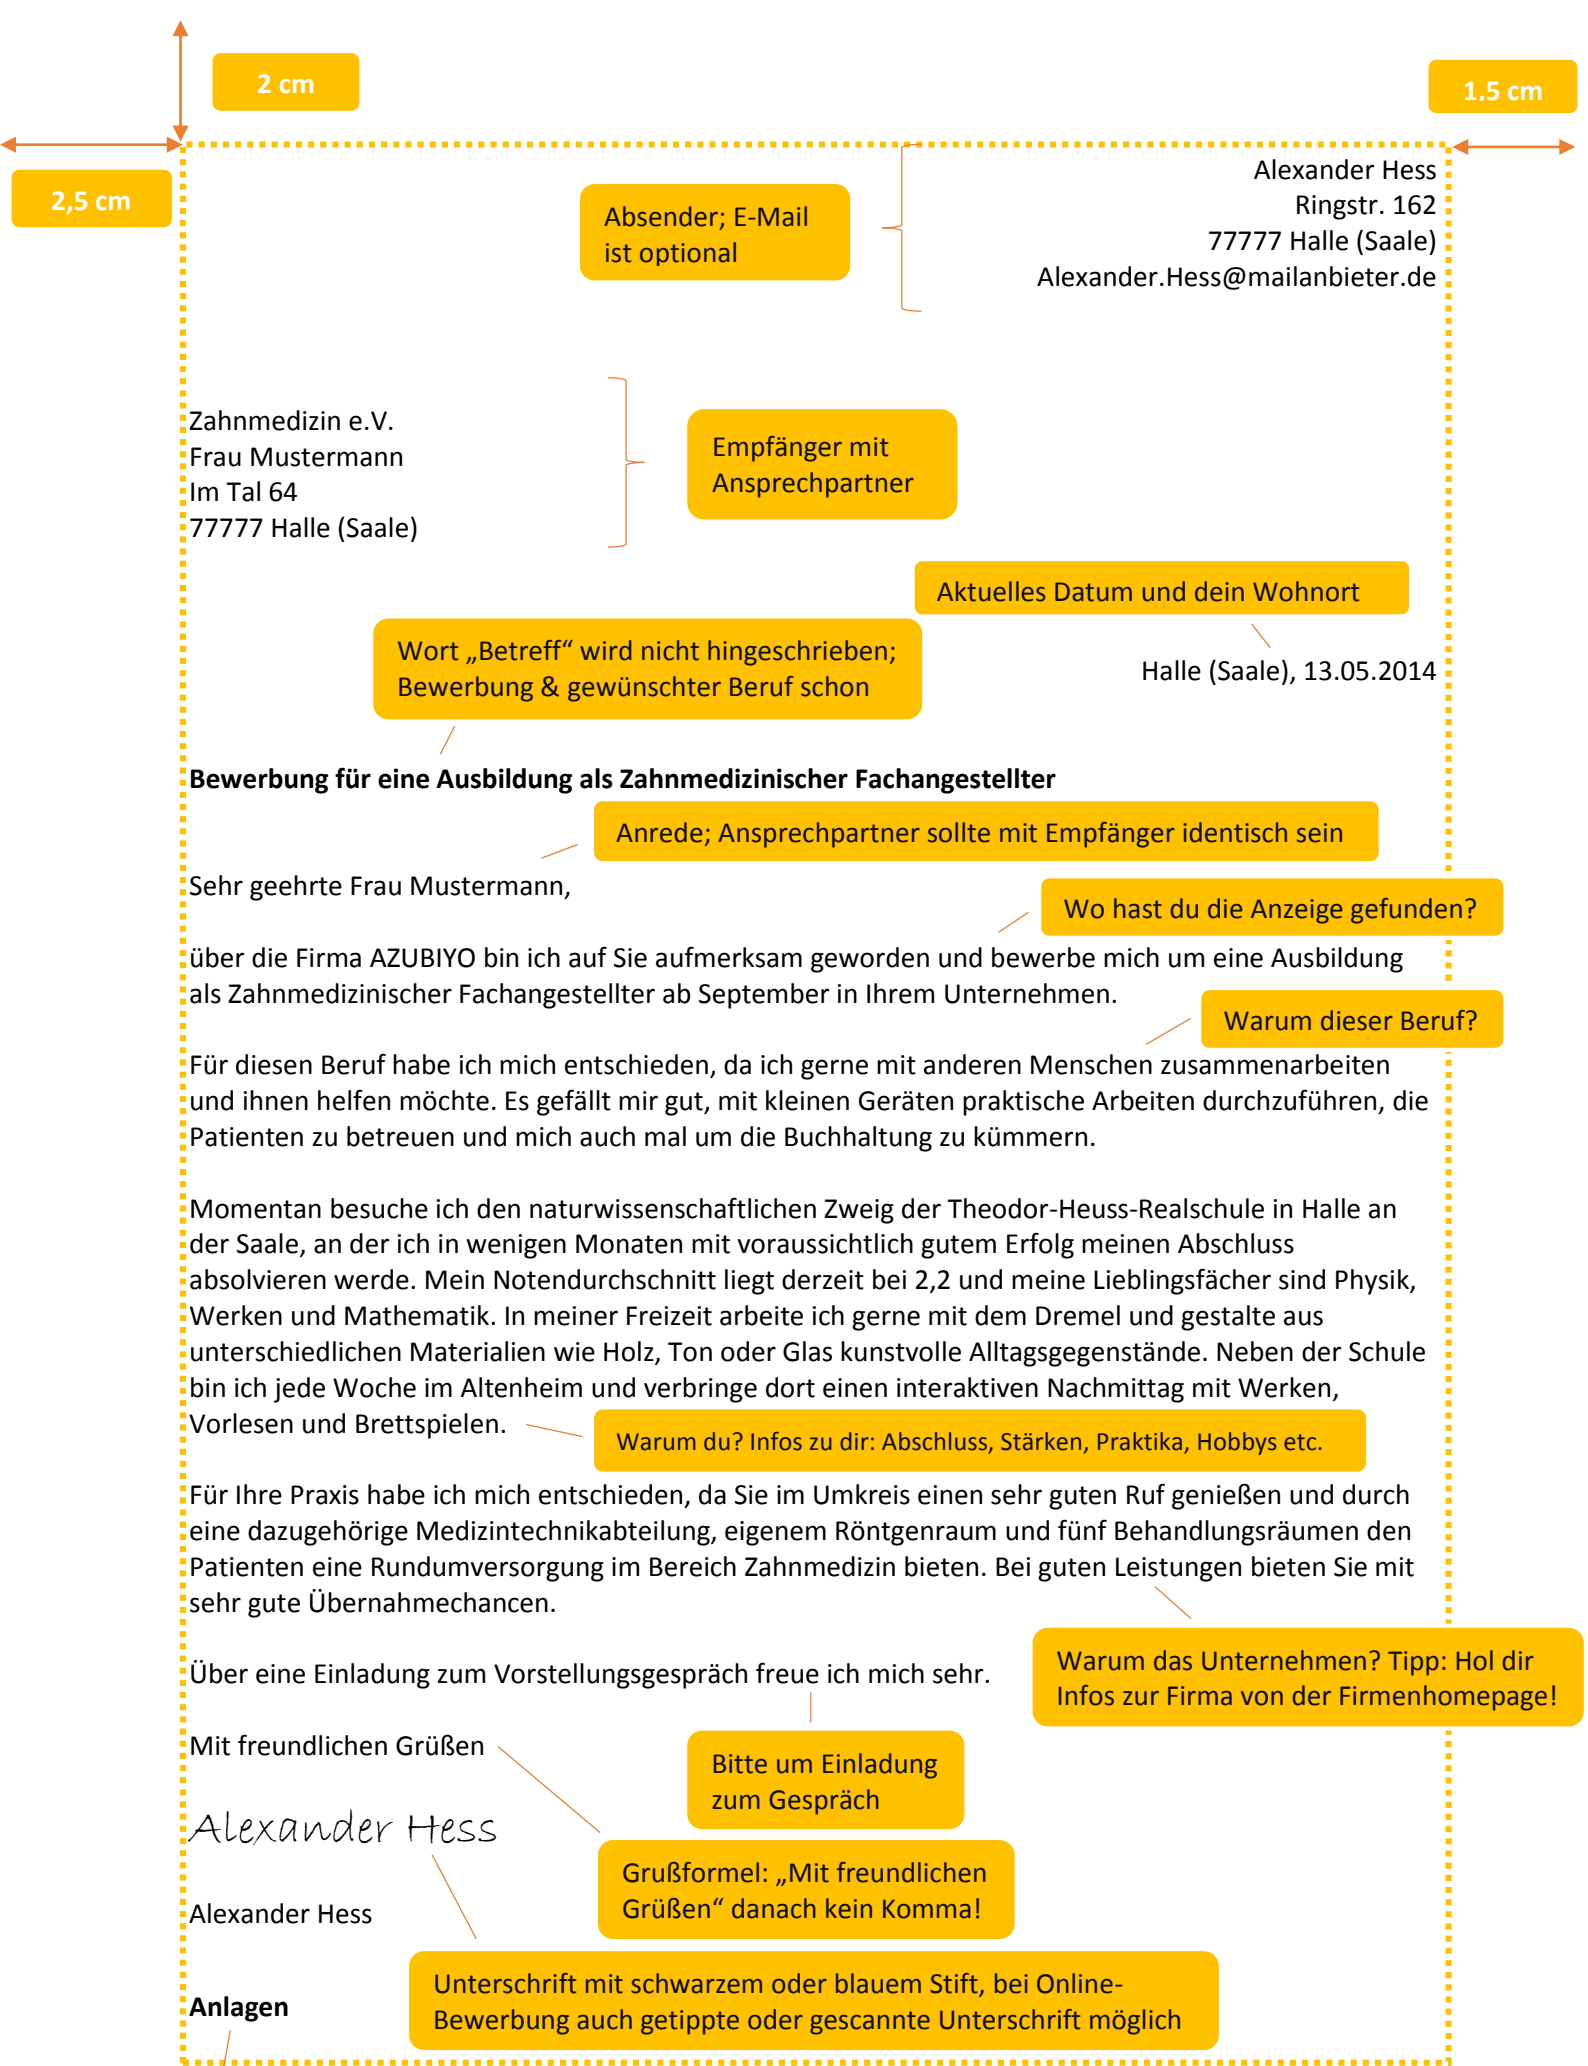 2 cm
1,5 cm
2,5 cm
Absender; E-Mail
ist optional
Alexander Hess
Ringstr. 162
77777 Halle (Saale)
Alexander.Hess@mailanbieter.de
Zahnmedizin e.V.
Frau Mustermann
Im Tal 64
77777 Halle (Saale)
Empfänger mit
Ansprechpartner
Aktuelles Datum und dein Wohnort
Wort „Betreff“ wird nicht hingeschrieben;
Bewerbung & gewünschter Beruf schon
Halle (Saale), 13.05.2014
Bewerbung für eine Ausbildung als Zahnmedizinischer Fachangestellter
Anrede; Ansprechpartner sollte mit Empfänger identisch sein
Sehr geehrte Frau Mustermann,
Wo hast du die Anzeige gefunden?
über die Firma AZUBIYO bin ich auf Sie aufmerksam geworden und bewerbe mich um eine Ausbildung
als Zahnmedizinischer Fachangestellter ab September in Ihrem Unternehmen.
Warum dieser Beruf?
Für diesen Beruf habe ich mich entschieden, da ich gerne mit anderen Menschen zusammenarbeiten
und ihnen helfen möchte. Es gefällt mir gut, mit kleinen Geräten praktische Arbeiten durchzuführen, die
Patienten zu betreuen und mich auch mal um die Buchhaltung zu kümmern.
Momentan besuche ich den naturwissenschaftlichen Zweig der Theodor-Heuss-Realschule in Halle an
der Saale, an der ich in wenigen Monaten mit voraussichtlich gutem Erfolg meinen Abschluss
absolvieren werde. Mein Notendurchschnitt liegt derzeit bei 2,2 und meine Lieblingsfächer sind Physik,
Werken und Mathematik. In meiner Freizeit arbeite ich gerne mit dem Dremel und gestalte aus
unterschiedlichen Materialien wie Holz, Ton oder Glas kunstvolle Alltagsgegenstände. Neben der Schule
bin ich jede Woche im Altenheim und verbringe dort einen interaktiven Nachmittag mit Werken,
Vorlesen und Brettspielen.
Warum du? Infos zu dir: Abschluss, Stärken, Praktika, Hobbys etc.
Für Ihre Praxis habe ich mich entschieden, da Sie im Umkreis einen sehr guten Ruf genießen und durch
eine dazugehörige Medizintechnikabteilung, eigenem Röntgenraum und fünf Behandlungsräumen den
Patienten eine Rundumversorgung im Bereich Zahnmedizin bieten. Bei guten Leistungen bieten Sie mit
sehr gute Übernahmechancen.
Warum das Unternehmen? Tipp: Hol dir
Infos zur Firma von der Firmenhomepage!
Über eine Einladung zum Vorstellungsgespräch freue ich mich sehr.
Mit freundlichen Grüßen
Bitte um Einladung
zum Gespräch
Alexander Hess
Grußformel: „Mit freundlichen
Grüßen“ danach kein Komma!
Alexander Hess
Unterschrift mit schwarzem oder blauem Stift, bei Online-
Bewerbung auch getippte oder gescannte Unterschrift möglich
Anlagen